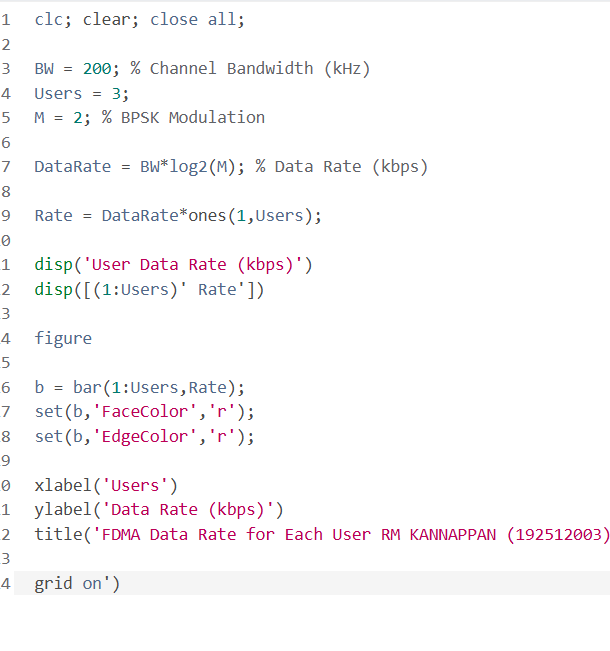 1 clc; clear; close all;
2
3 BW = 200; % Channel Bandwidth (kHz)
4 Users = 3;
5 M = 2; % BPSK Modulation
6
7 DataRate = BW*log2(M); % Data Rate (kbps)
8
9 Rate = DataRate*ones(1,Users);
0
1 disp('User Data Rate (kbps)')
2 disp([(1:Users)' Rate'])
3
4 figure
5
6 b = bar(1:Users,Rate);
7 set(b,'FaceColor','r');
8 set(b,'EdgeColor','r');
9
0 xlabel('Users')
1 ylabel('Data Rate (kbps)')
2 title('FDMA Data Rate for Each User RM KANNAPPAN (192512003)
3
4 grid on')